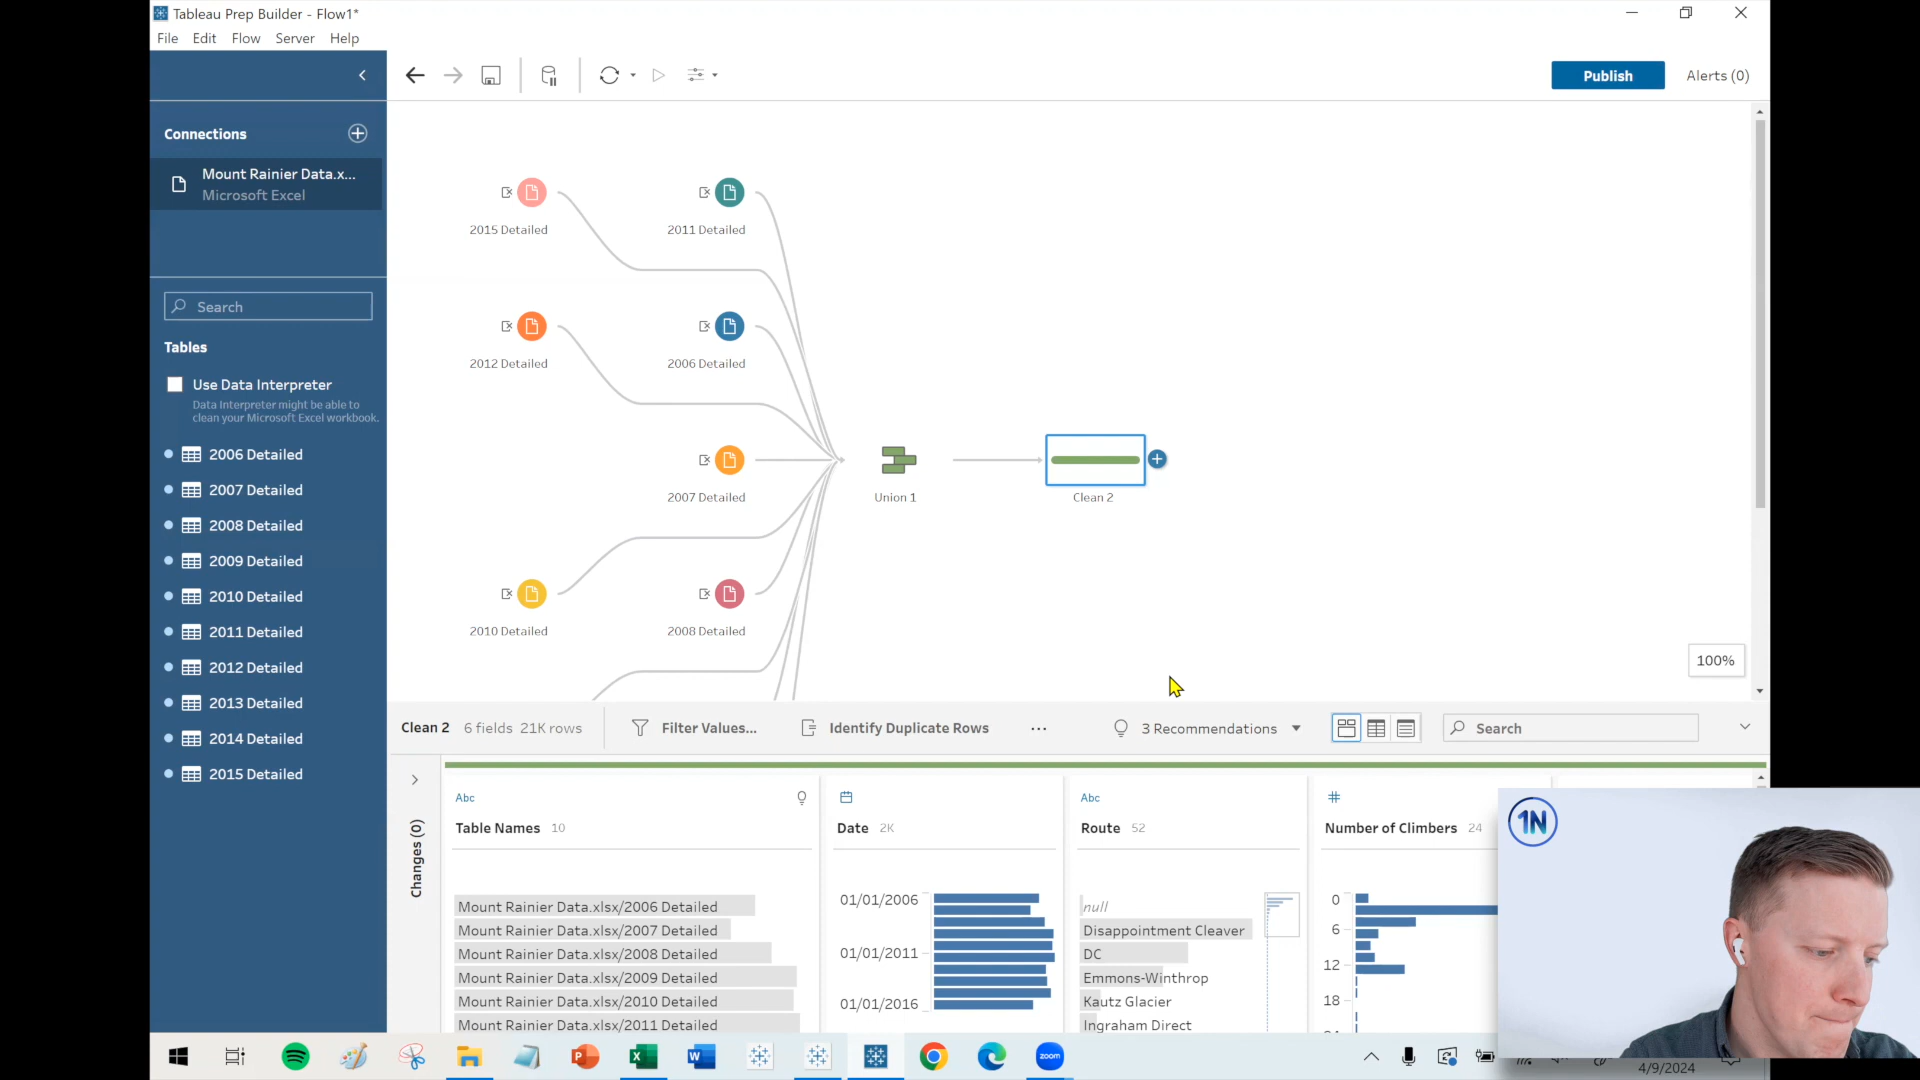 Tableau Prep Builder - Flow1*
File Edit Flow Server Help
Publish
Alerts (0)
Connections
Mount Rainier Data.x...
Microsoft Excel
Search
Tables
Use Data Interpreter
Data Interpreter might be able to
clean your Microsoft Excel workbook.
2006 Detailed
2007 Detailed
2008 Detailed
2009 Detailed
2010 Detailed
2011 Detailed
2012 Detailed
2013 Detailed
2014 Detailed
2015 Detailed
2015 Detailed
2011 Detailed
2012 Detailed
2006 Detailed
2007 Detailed
Union 1
Clean 2
2010 Detailed
2008 Detailed
100%
Clean 2 6 fields 21K rows
Filter Values...
Identify Duplicate Rows
...
3 Recommendations
Search
Changes (0)
Abc
Table Names 10
Mount Rainier Data.xlsx/2006 Detailed
Mount Rainier Data.xlsx/2007 Detailed
Mount Rainier Data.xlsx/2008 Detailed
Mount Rainier Data.xlsx/2009 Detailed
Mount Rainier Data.xlsx/2010 Detailed
Mount Rainier Data.xlsx/2011 Detailed
Date 2K
01/01/2006
01/01/2011
01/01/2016
Abc
Route 52
null
Disappointment Cleaver
DC
Emmons-Winthrop
Kautz Glacier
Ingraham Direct
#
Number of Climbers 24
0
6
12
18
1N
zoom
4/9/2024